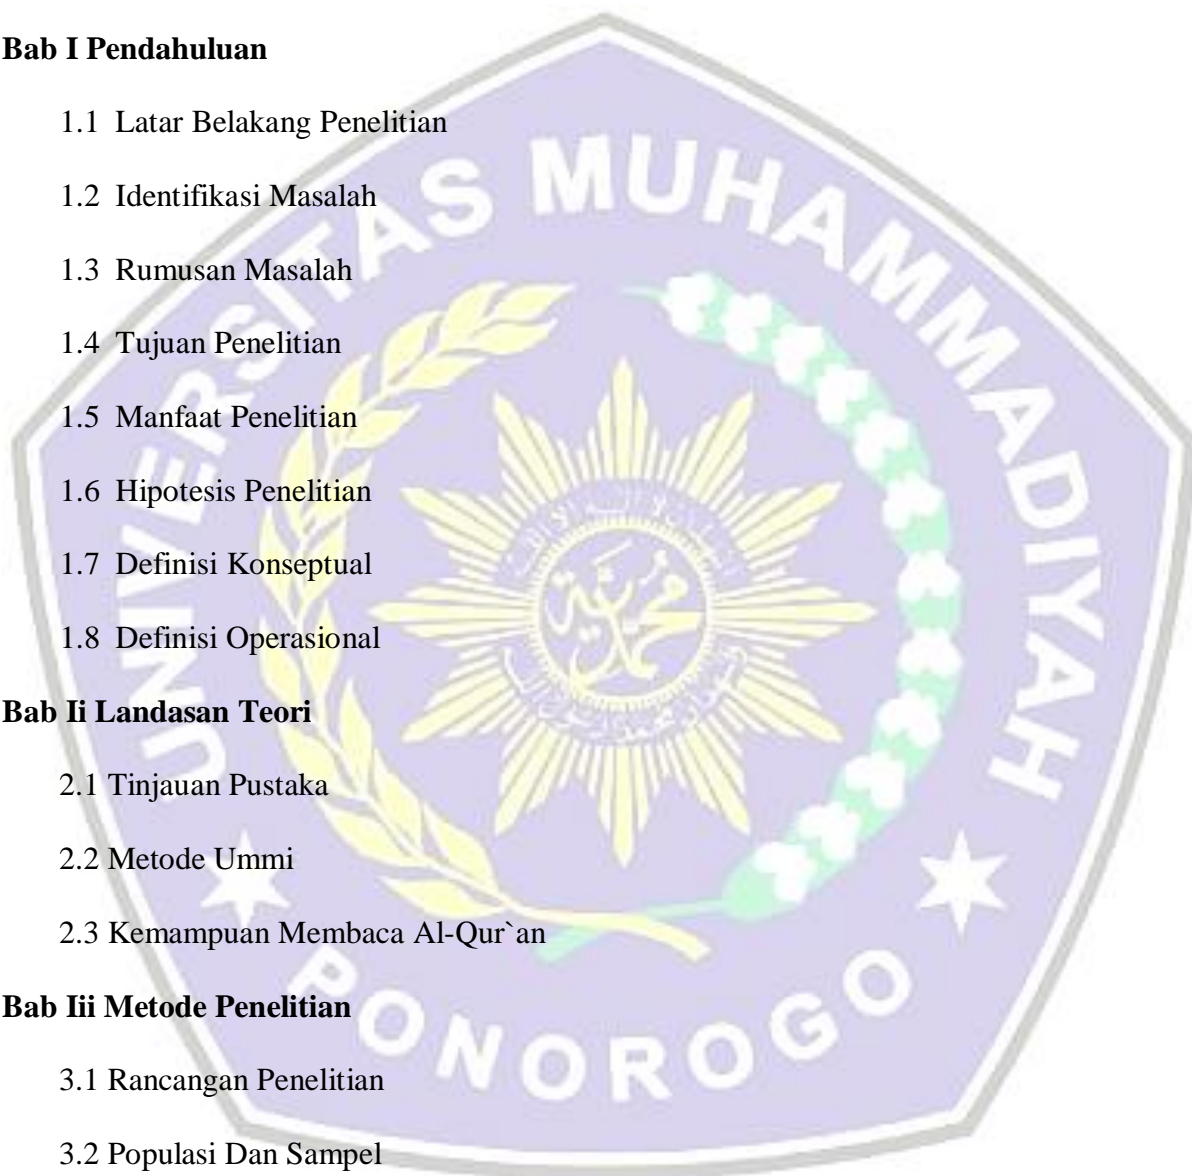 Bab I Pendahuluan
1.1 Latar Belakang Penelitian
1.2 Identifikasi Masalah
1.3 Rumusan Masalah
1.4 Tujuan Penelitian
1.5 Manfaat Penelitian
1.6 Hipotesis Penelitian
1.7 Definisi Konseptual
1.8 Definisi Operasional
Bab Ii Landasan Teori
2.1 Tinjauan Pustaka
2.2 Metode Ummi
2.3 Kemampuan Membaca Al-Qur`an
Bab Iii Metode Penelitian
3.1 Rancangan Penelitian
3.2 Populasi Dan Sampel
UNIVERSITAS MUHAMMADIYAH
PONOROGO